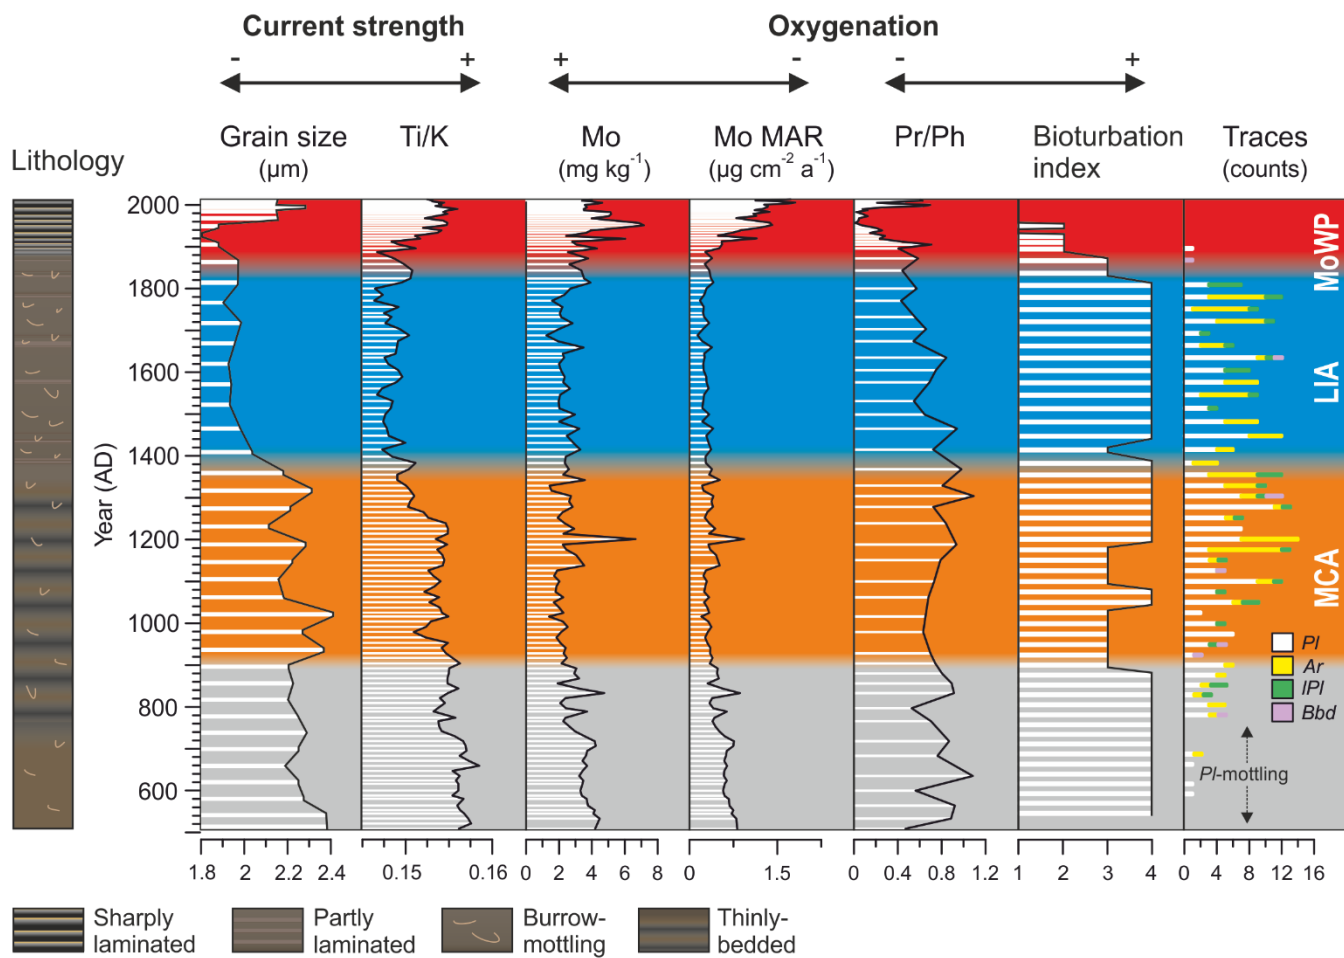 Current strength
Oxygenation
- +
+ -
- +
Lithology
Grain size
(µm)
Ti/K
Mo
(mg kg-1)
Mo MAR
(µg cm-2 a-1)
Pr/Ph
Bioturbation
index
Traces
(counts)
Year (AD)
2000
1800
1600
1400
1200
1000
800
600
MoWP
LIA
MCA
Pl
Ar
lPl
Bbd
Pl-mottling
1.8 2 2.2 2.4
0.15 0.16
0 2 4 6 8
0 1.5
0 0.4 0.8 1.2
1 2 3 4
0 4 8 12 16
Sharply
laminated
Partly
laminated
Burrow-
mottling
Thinly-
bedded